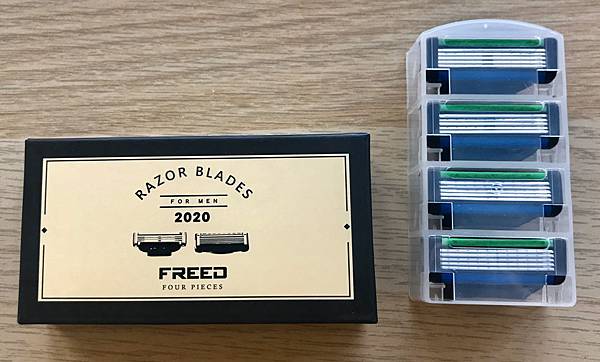 RAZOR BLADES
FOR MEN
2020
FREED
FOUR PIECES